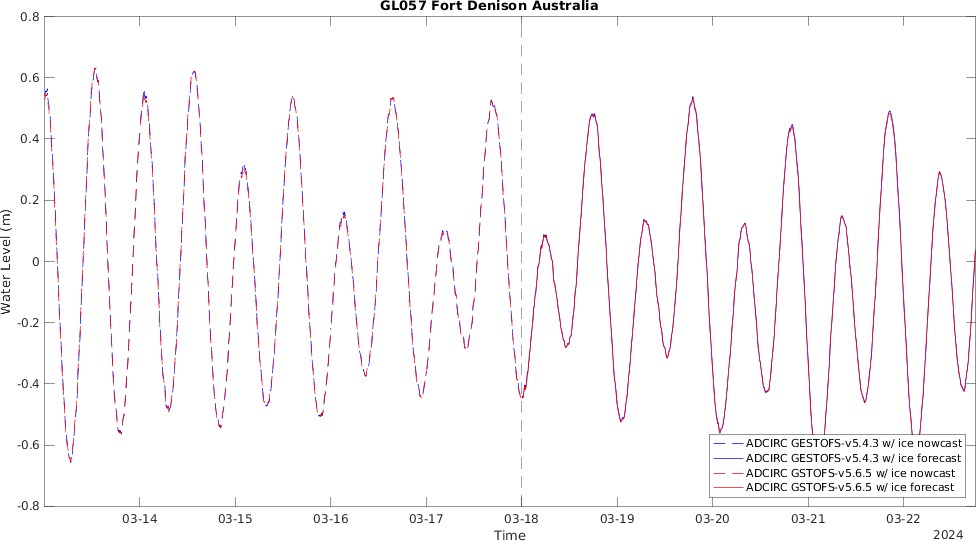 GL057 Fort Denison Australia
Water Level (m)
0.8
0.6
0.4
0.2
0
-0.2
-0.4
-0.6
-0.8
ADCIRC GESTOFS-v5.4.3 w/ ice nowcast
ADCIRC GESTOFS-v5.4.3 w/ ice forecast
ADCIRC GSTOFS-v5.6.5 w/ ice nowcast
ADCIRC GSTOFS-v5.6.5 w/ ice forecast
03-14 03-15 03-16 03-17 03-18 03-19 03-20 03-21 03-22
Time
2024